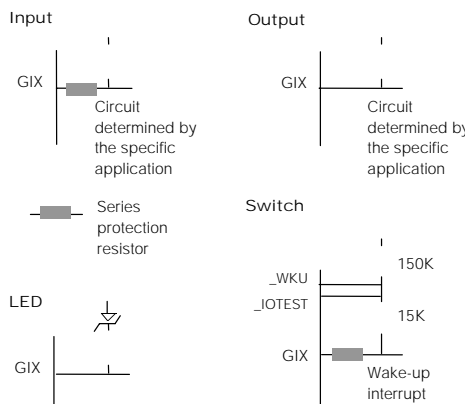 Input
GIX
Circuit
determined by
the specific
application
Series
protection
resistor
LED
GIX
Output
GIX
Circuit
determined by
the specific
application
Switch
_WKU
_IOTEST
150K
15K
GIX
Wake-up
interrupt